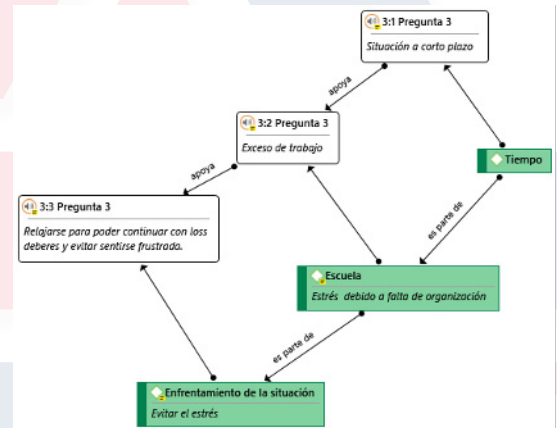 3:1 Pregunta 3
Situación a corto plazo
apoya
3:2 Pregunta 3
Exceso de trabajo
Tiempo
apoya
3:3 Pregunta 3
Relajarse para poder continuar con loss
deberes y evitar sentirse frustrada.
es parte de
Escuela
Estrés debido a falta de organización
es parte de
Enfrentamiento de la situación
Evitar el estrés